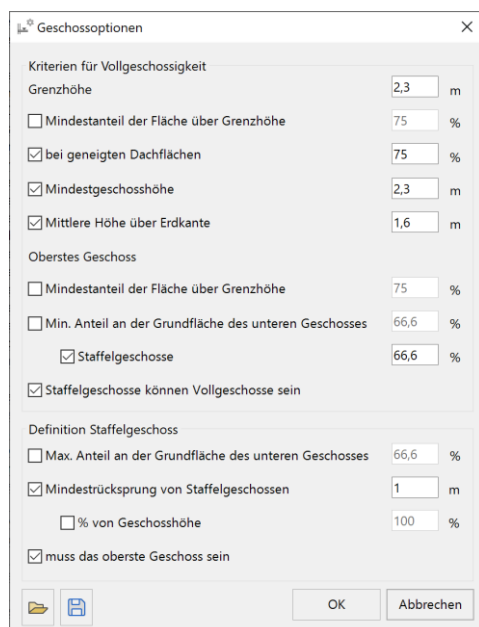 Geschossoptionen
Kriterien für Vollgeschossigkeit
Grenzhöhe 2,3 m
Mindestanteil der Fläche über Grenzhöhe 75 %
bei geneigten Dachflächen 75 %
Mindestgeschosshöhe 2,3 m
Mittlere Höhe über Erdkante 1,6 m
Oberstes Geschoss
Mindestanteil der Fläche über Grenzhöhe 75 %
Min. Anteil an der Grundfläche des unteren Geschosses 66,6 %
Staffelgeschosse 66,6 %
Staffelgeschosse können Vollgeschosse sein
Definition Staffelgeschoss
Max. Anteil an der Grundfläche des unteren Geschosses 66,6 %
Mindestrücksprung von Staffelgeschossen 1 m
% von Geschosshöhe 100 %
muss das oberste Geschoss sein
OK Abbrechen